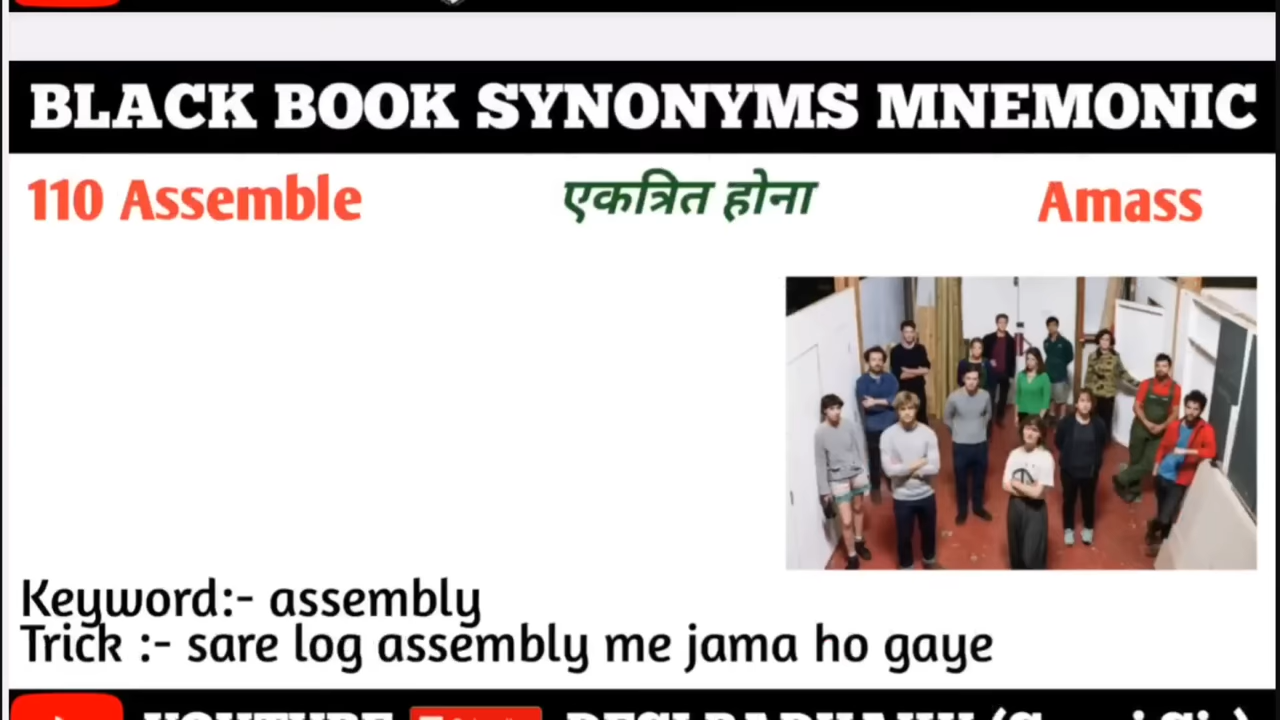 BLACK BOOK SYNONYMS MNEMONIC
110 Assemble एकत्रित होना Amass
Keyword:- assembly
Trick :- sare log assembly me jama ho gaye